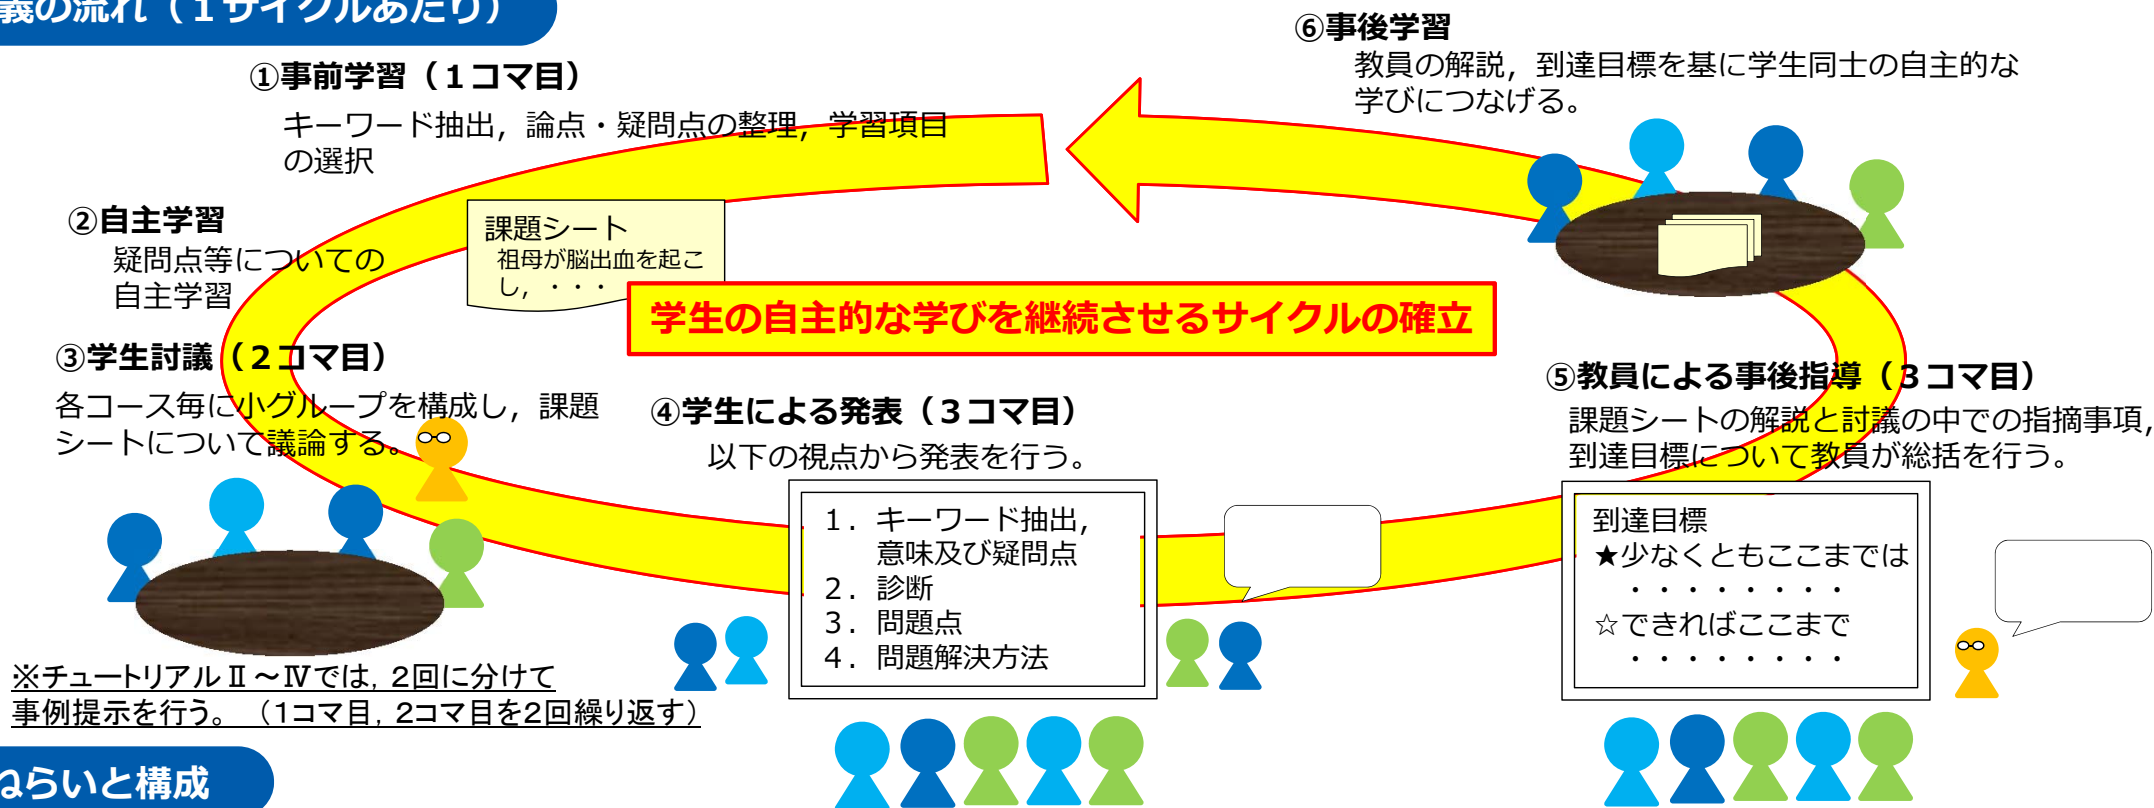 義の流れ（１サイクルあたり）
①事前学習（１コマ目）
キーワード抽出，論点・疑問点の整理，学習項目
の選択
②自主学習
疑問点等についての
自主学習
課題シート
祖母が脳出血を起こ
し，・・・
学生の自主的な学びを継続させるサイクルの確立
③学生討議（２コマ目）
各コース毎に小グループを構成し，課題
シートについて議論する。
※チュートリアルⅡ～Ⅳでは，2回に分けて
事例提示を行う。（1コマ目，2コマ目を2回繰り返す）
④学生による発表（３コマ目）
以下の視点から発表を行う。
１．キーワード抽出，
意味及び疑問点
２．診断
３．問題点
４．問題解決方法
⑤教員による事後指導（３コマ目）
課題シートの解説と討議の中での指摘事項，
到達目標について教員が総括を行う。
到達目標
★少なくともここまでは
・・・・・・・・
☆できればここまで
・・・・・・・・
⑥事後学習
教員の解説，到達目標を基に学生同士の自主的な
学びにつなげる。
ねらいと構成